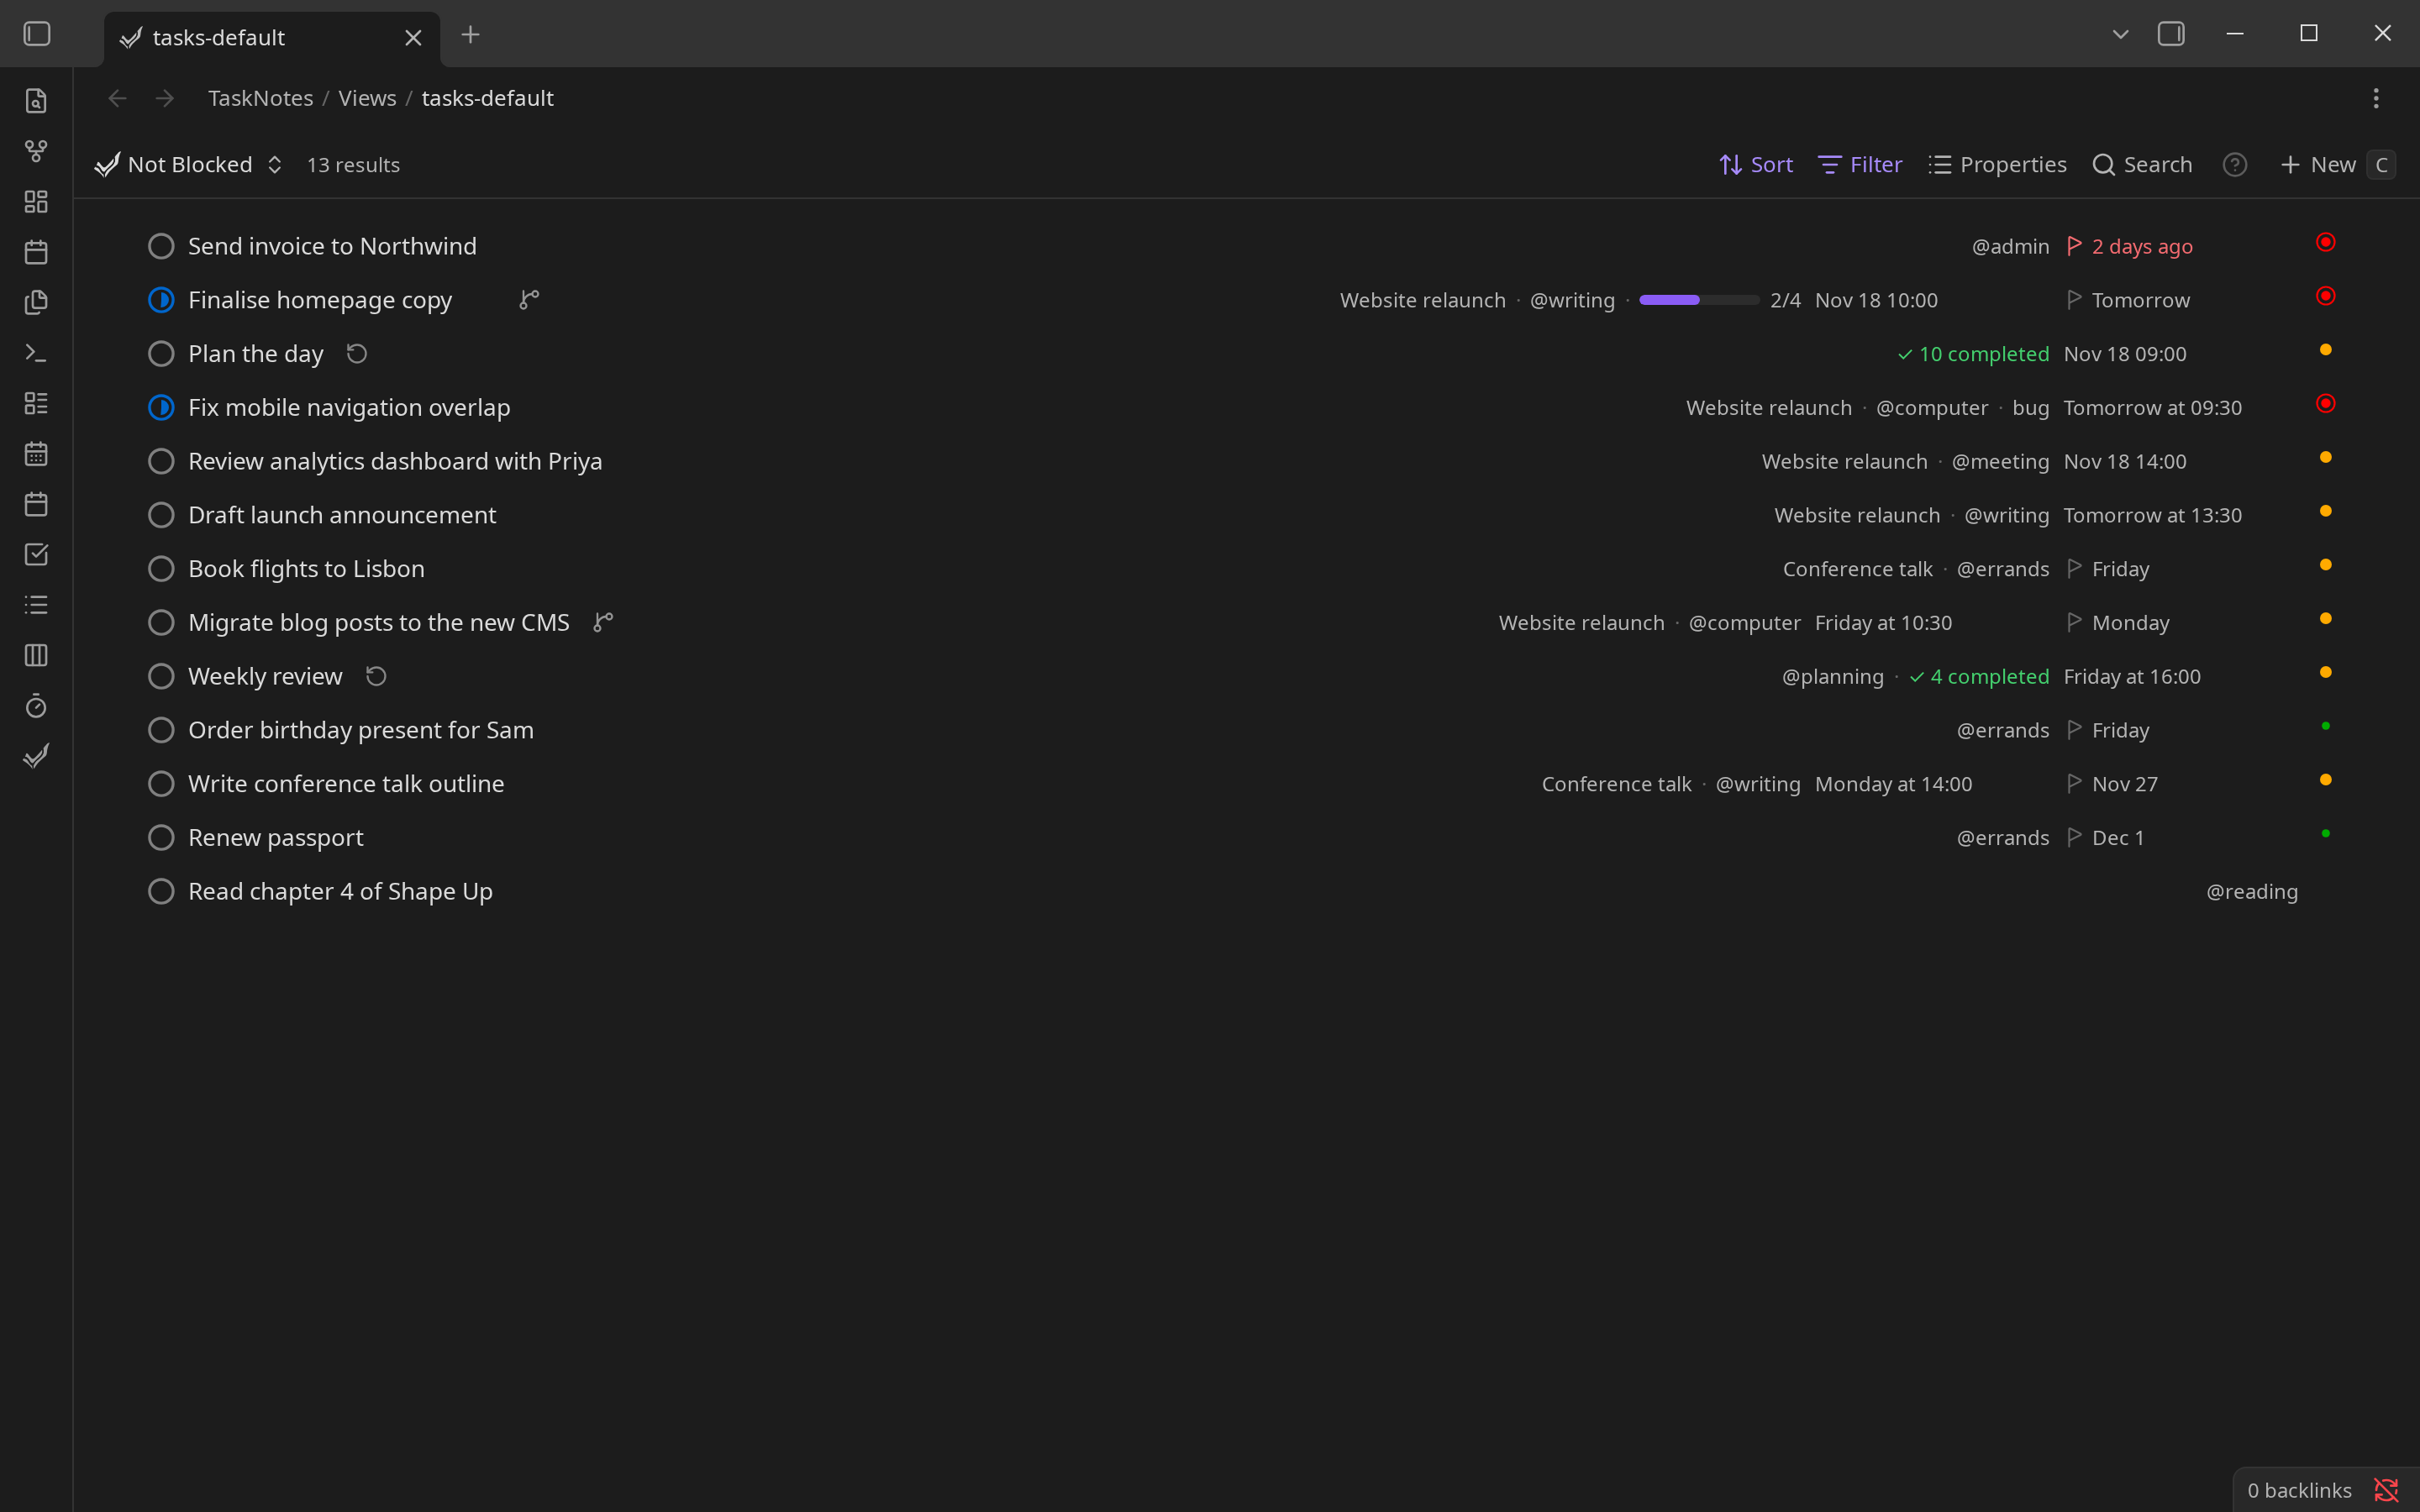 tasks-default
TaskNotes / Views / tasks-default
Not Blocked 13 results Sort Filter Properties Search New C
Send invoice to Northwind @admin 2 days ago
Finalise homepage copy Website relaunch · @writing · 2/4 Nov 18 10:00 Tomorrow
Plan the day 10 completed Nov 18 09:00
Fix mobile navigation overlap Website relaunch · @computer · bug Tomorrow at 09:30
Review analytics dashboard with Priya Website relaunch · @meeting Nov 18 14:00
Draft launch announcement Website relaunch · @writing Tomorrow at 13:30
Book flights to Lisbon Conference talk · @errands Friday
Migrate blog posts to the new CMS Website relaunch · @computer Friday at 10:30 Monday
Weekly review @planning · 4 completed Friday at 16:00
Order birthday present for Sam @errands Friday
Write conference talk outline Conference talk · @writing Monday at 14:00 Nov 27
Renew passport @errands Dec 1
Read chapter 4 of Shape Up @reading
0 backlinks